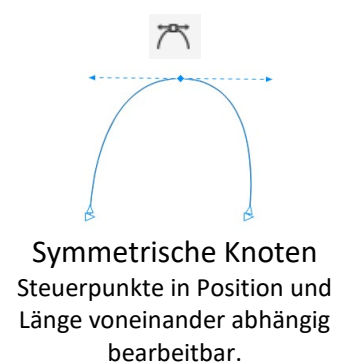 Symmetrische Knoten
Steuerpunkte in Position und
Länge voneinander abhängig
bearbeitbar.